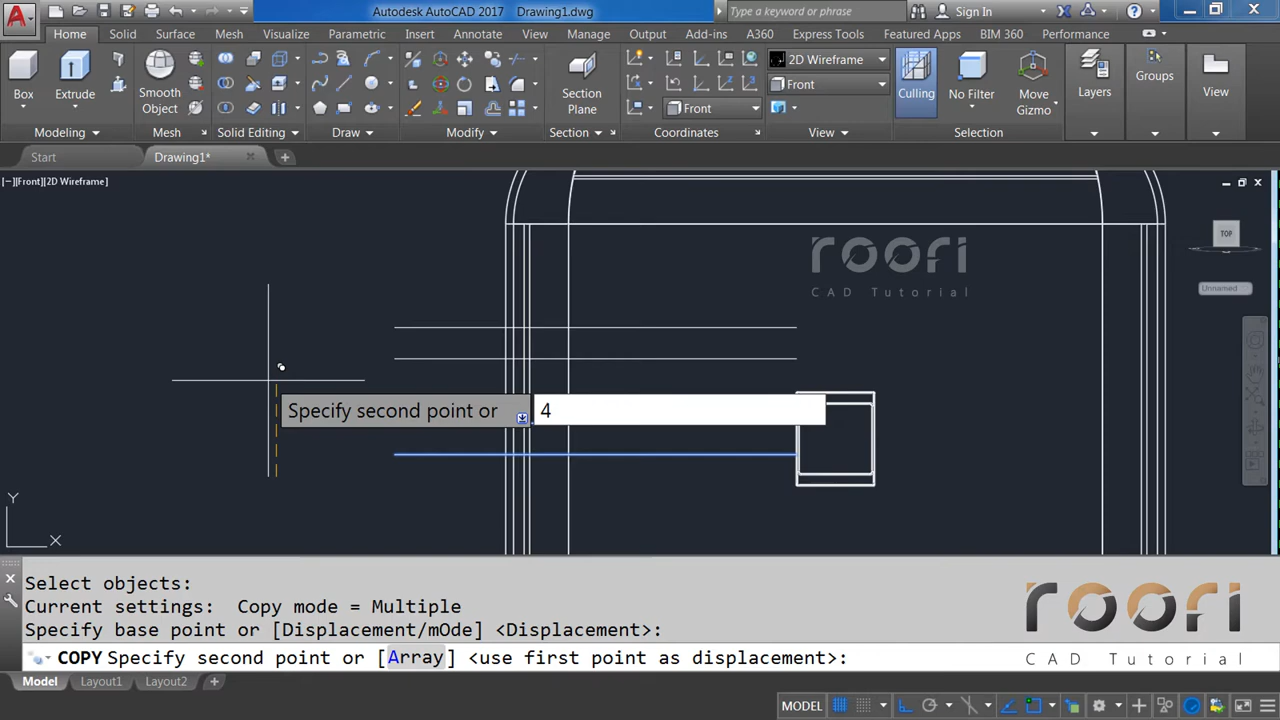 Autodesk AutoCAD 2017 Drawing1.dwg
Type a keyword or phrase
Sign In
Home Solid Surface Mesh Visualize Parametric Insert Annotate View Manage Output Add-ins A360 Express Tools Featured Apps BIM 360 Performance
Box
Extrude
Smooth
Object
Section
Plane
2D Wireframe
Front
Front
Culling
No Filter
Move
Gizmo
Layers
Groups
View
Modeling
Mesh
Solid Editing
Draw
Modify
Section
Coordinates
View
Selection
Start
Drawing1*
[−][Front][2D Wireframe]
TOP
Unnamed
roofi
CAD Tutorial
Specify second point or
4
Y
X
Select objects:
Current settings: Copy mode = Multiple
Specify base point or [Displacement/mOde] <Displacement>:
COPY Specify second point or [Array] <use first point as displacement>:
roofi
CAD Tutorial
Model Layout1 Layout2
MODEL